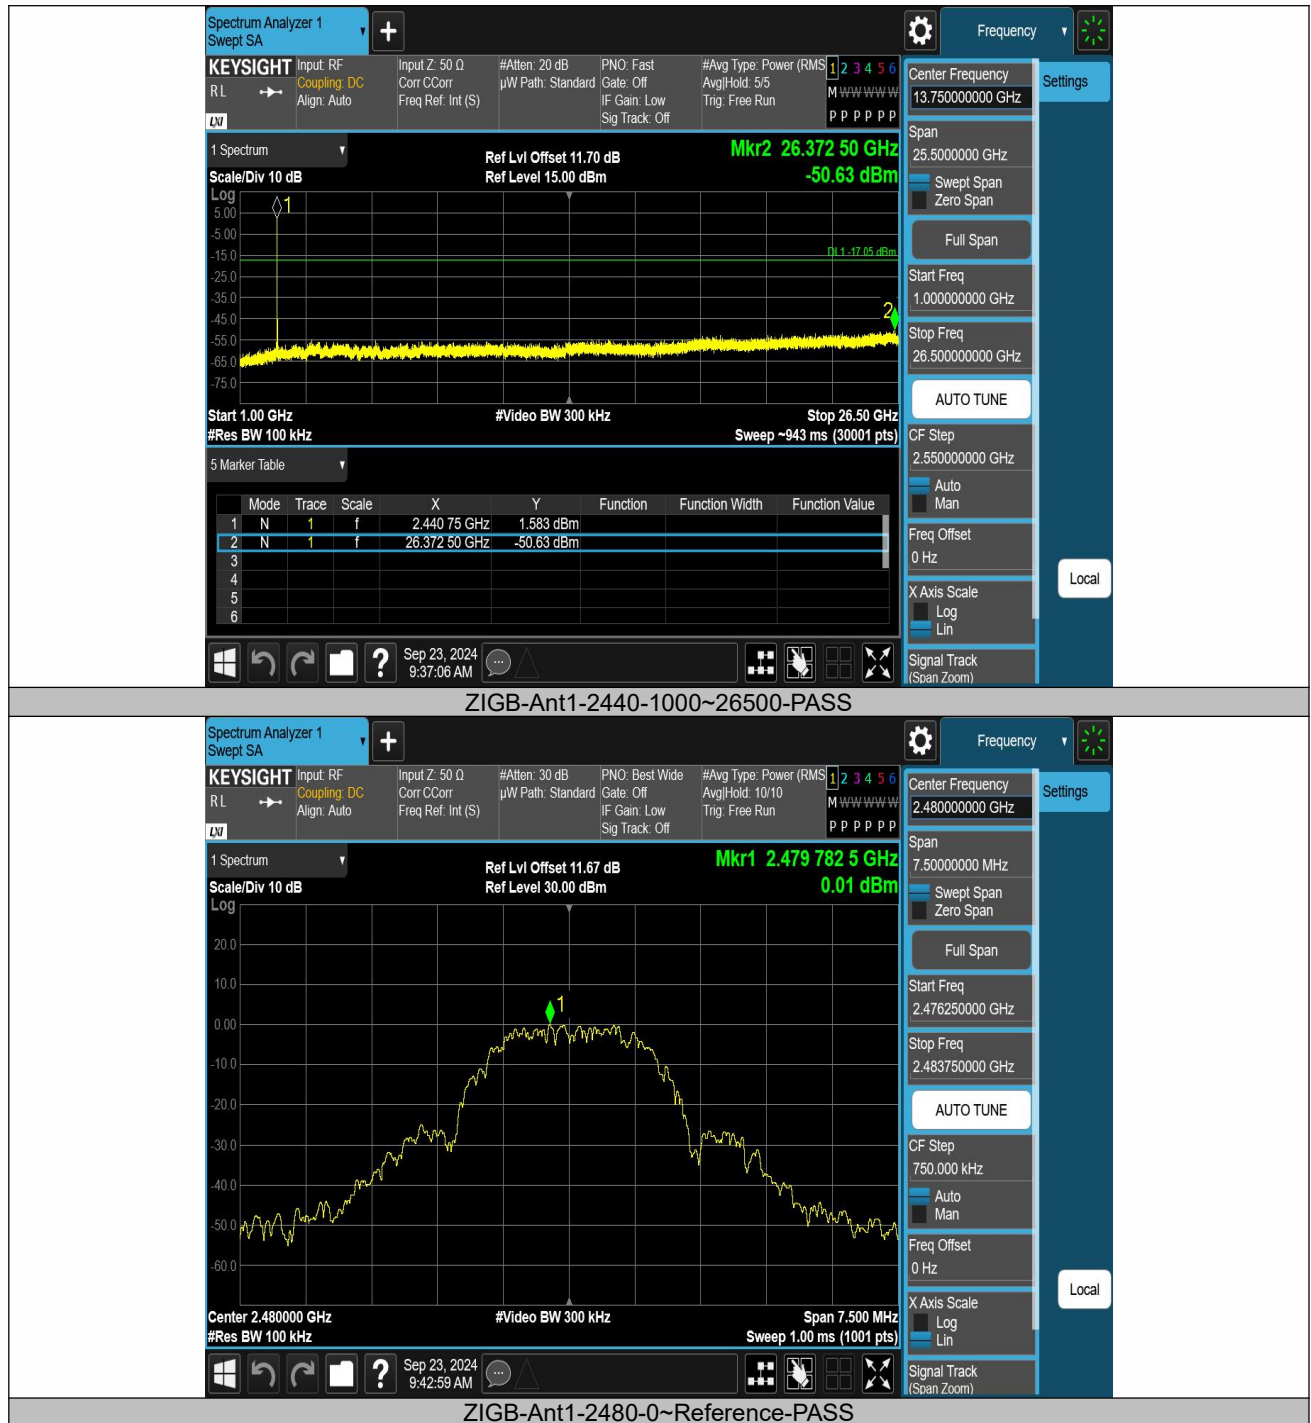 Spectrum Analyzer 1
Swept SA
Frequency
KEYSIGHT
RL
LXI
Input: RF
Coupling: DC
Align: Auto
Input Z: 50 Ω
Corr CCorr
Freq Ref: Int (S)
#Atten: 20 dB
µW Path: Standard
PNO: Fast
Gate: Off
IF Gain: Low
Sig Track: Off
#Avg Type: Power (RMS
Avg|Hold: 5/5
Trig: Free Run
1 2 3 4 5 6
M W W W W W
P P P P P P
1 Spectrum
Scale/Div 10 dB
Ref Lvl Offset 11.70 dB
Ref Level 15.00 dBm
Mkr2 26.372 50 GHz
-50.63 dBm
Log
5.00
-5.00
-15.0
-25.0
-35.0
-45.0
-55.0
-65.0
-75.0
1
DL1 -17.05 dBm
2
Start 1.00 GHz
#Res BW 100 kHz
#Video BW 300 kHz
Stop 26.50 GHz
Sweep ~943 ms (30001 pts)
5 Marker Table
Mode Trace Scale X Y Function Function Width Function Value
1 N 1 f 2.440 75 GHz 1.583 dBm
2 N 1 f 26.372 50 GHz -50.63 dBm
3
4
5
6
Sep 23, 2024
9:37:06 AM
Center Frequency
13.750000000 GHz
Span
25.5000000 GHz
Swept Span
Zero Span
Full Span
Start Freq
1.000000000 GHz
Stop Freq
26.500000000 GHz
AUTO TUNE
CF Step
2.550000000 GHz
Auto
Man
Freq Offset
0 Hz
X Axis Scale
Log
Lin
Signal Track
(Span Zoom)
Settings
Local
ZIGB-Ant1-2440-1000~26500-PASS
Spectrum Analyzer 1
Swept SA
Frequency
KEYSIGHT
RL
LXI
Input: RF
Coupling: DC
Align: Auto
Input Z: 50 Ω
Corr CCorr
Freq Ref: Int (S)
#Atten: 30 dB
µW Path: Standard
PNO: Best Wide
Gate: Off
IF Gain: Low
Sig Track: Off
#Avg Type: Power (RMS
Avg|Hold: 10/10
Trig: Free Run
1 2 3 4 5 6
M W W W W W
P P P P P P
1 Spectrum
Scale/Div 10 dB
Ref Lvl Offset 11.67 dB
Ref Level 30.00 dBm
Mkr1 2.479 782 5 GHz
0.01 dBm
Log
20.0
10.0
0.00
-10.0
-20.0
-30.0
-40.0
-50.0
-60.0
1
Center 2.480000 GHz
#Res BW 100 kHz
#Video BW 300 kHz
Span 7.500 MHz
Sweep 1.00 ms (1001 pts)
Sep 23, 2024
9:42:59 AM
Center Frequency
2.480000000 GHz
Span
7.50000000 MHz
Swept Span
Zero Span
Full Span
Start Freq
2.476250000 GHz
Stop Freq
2.483750000 GHz
AUTO TUNE
CF Step
750.000 kHz
Auto
Man
Freq Offset
0 Hz
X Axis Scale
Log
Lin
Signal Track
(Span Zoom)
Settings
Local
ZIGB-Ant1-2480-0~Reference-PASS